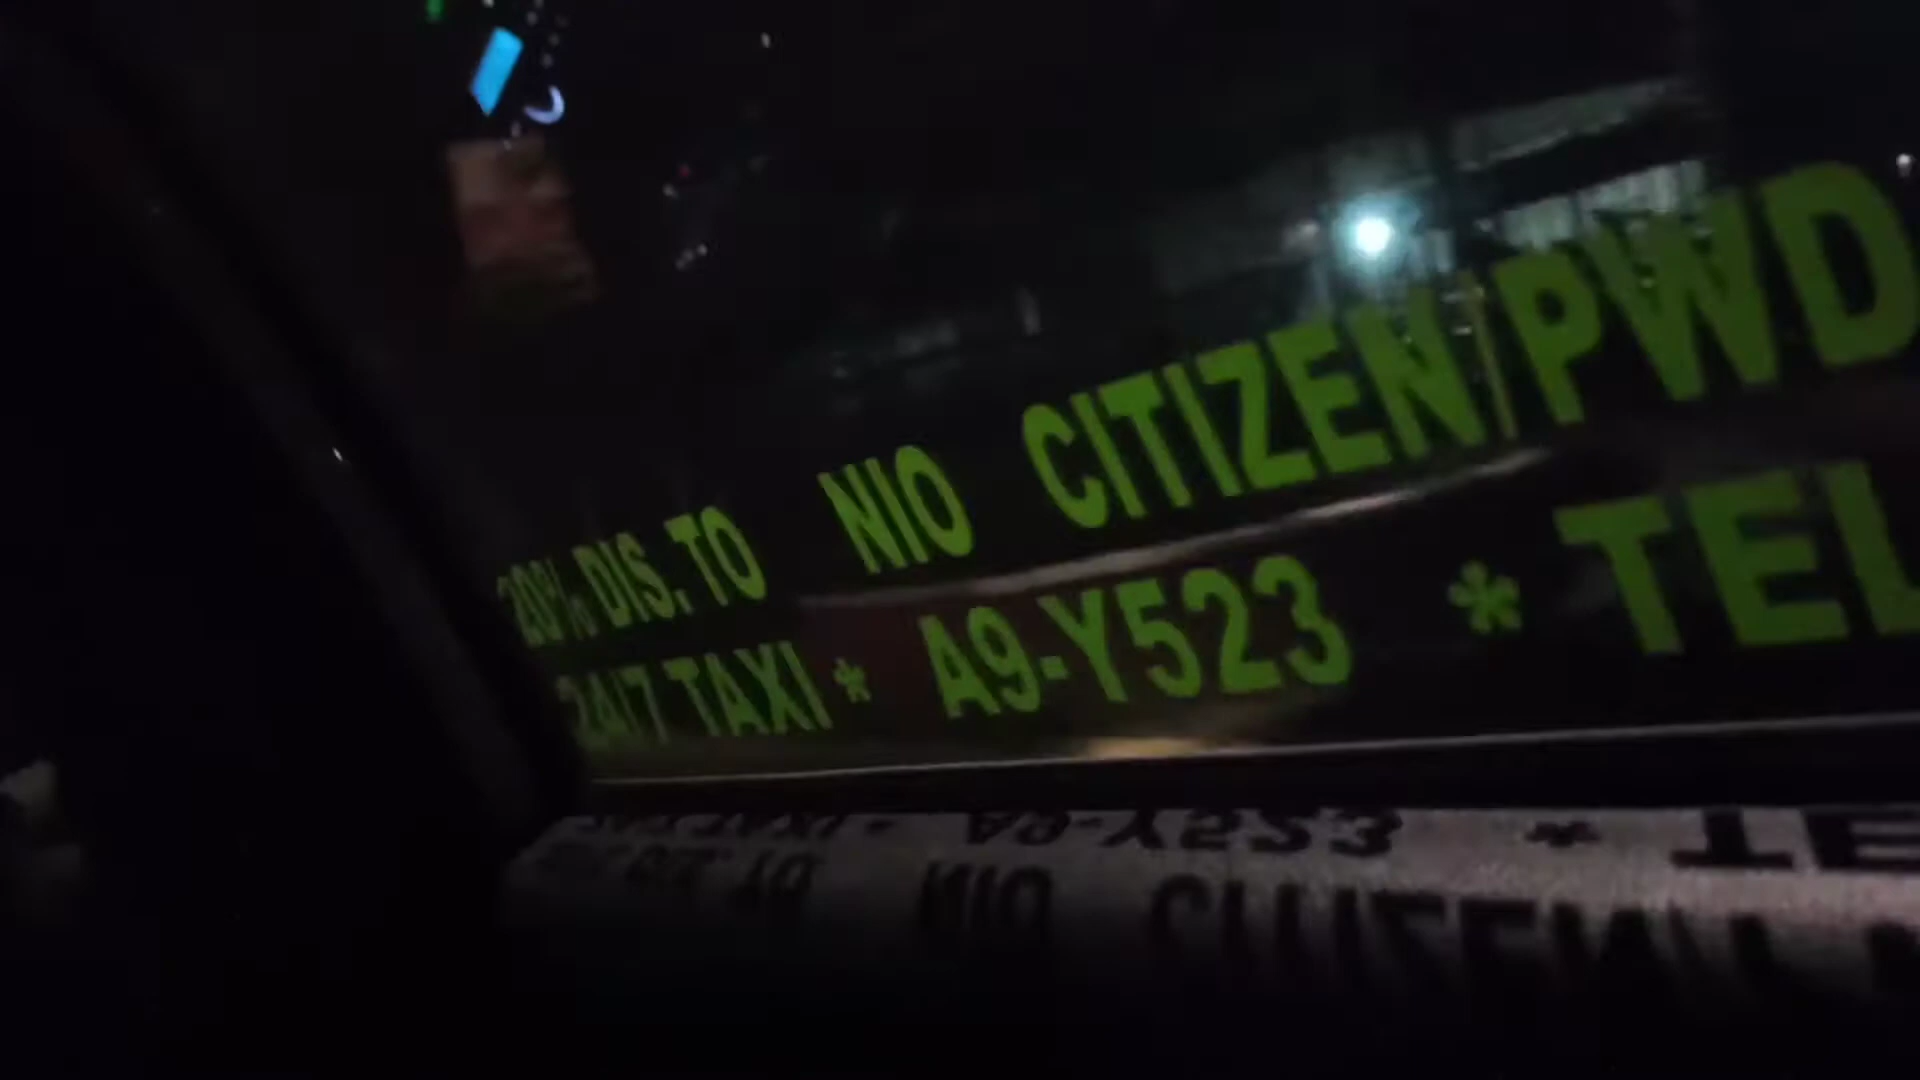 20% DIS. TO NIO CITIZEN/PWD
24/7 TAXI * A9-Y523 * TEL